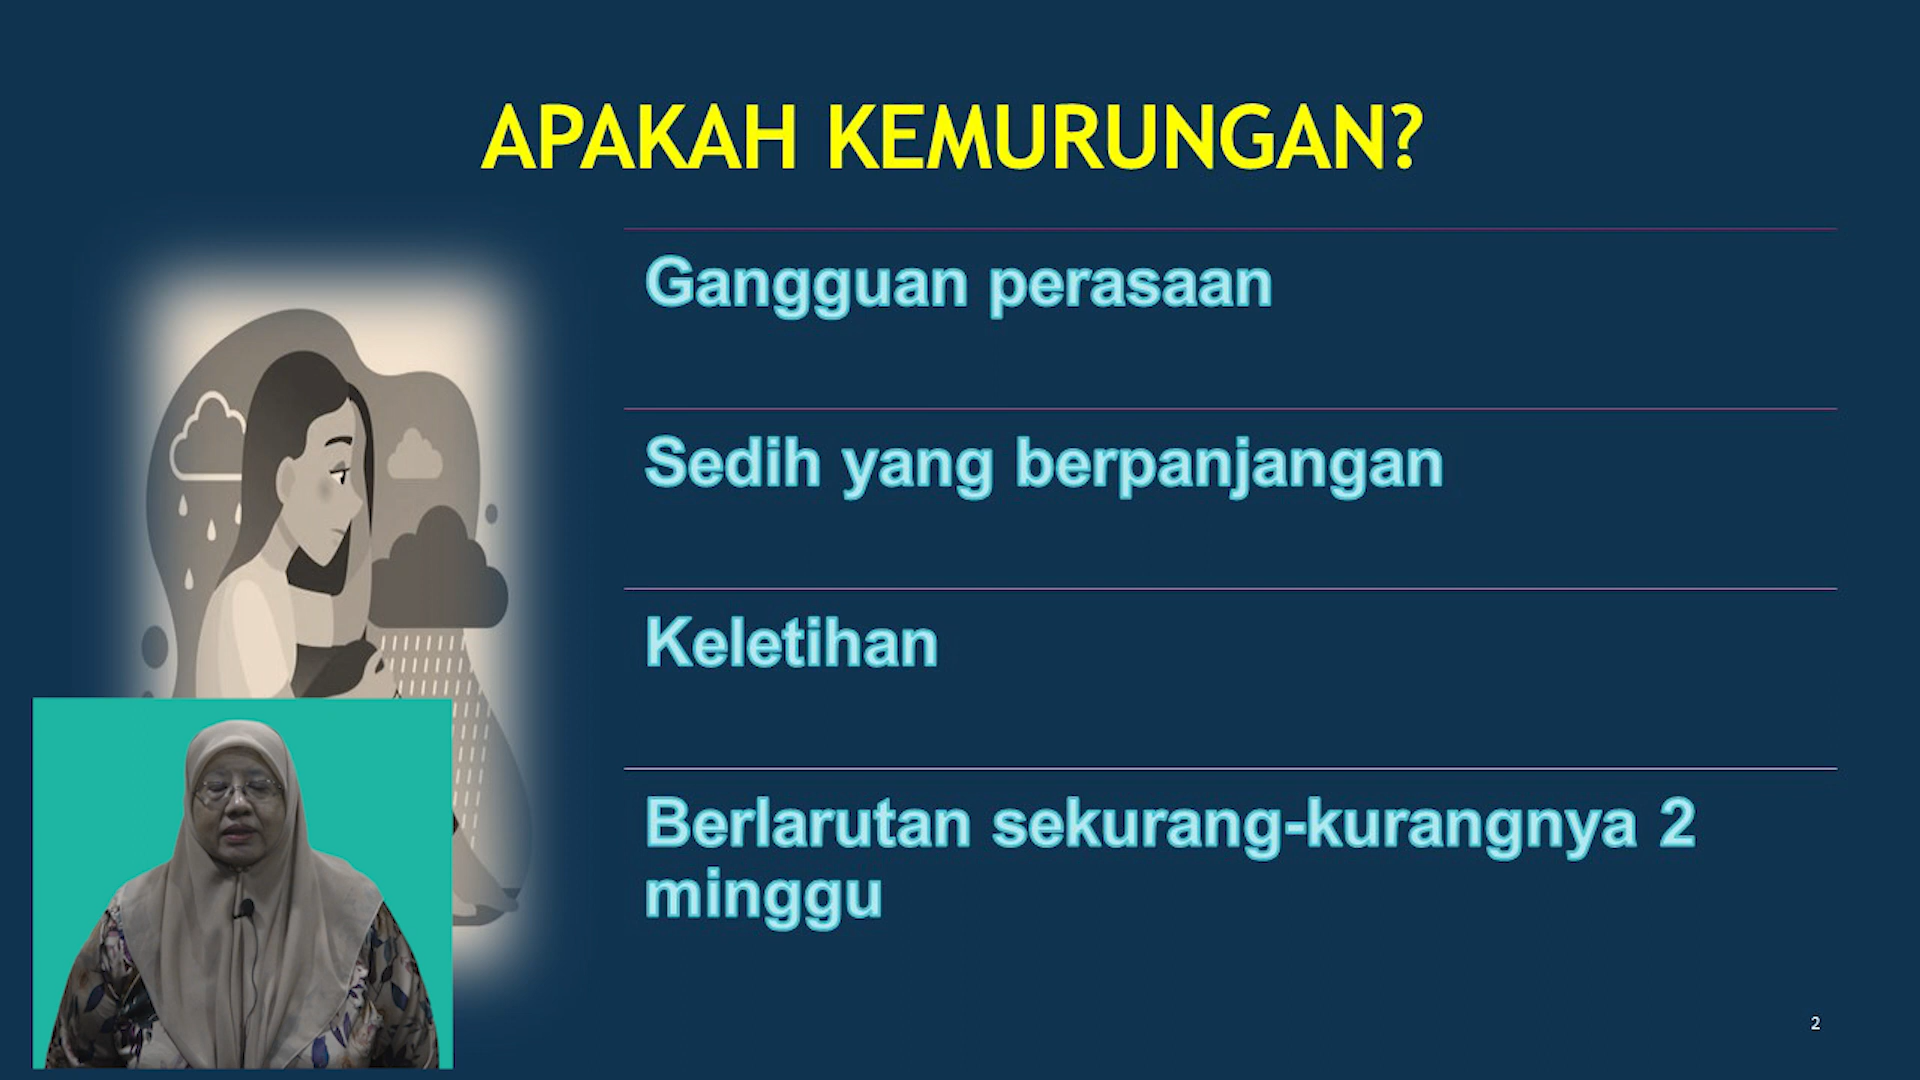 APAKAH KEMURUNGAN?
Gangguan perasaan
Sedih yang berpanjangan
Keletihan
Berlarutan sekurang-kurangnya 2
minggu
2